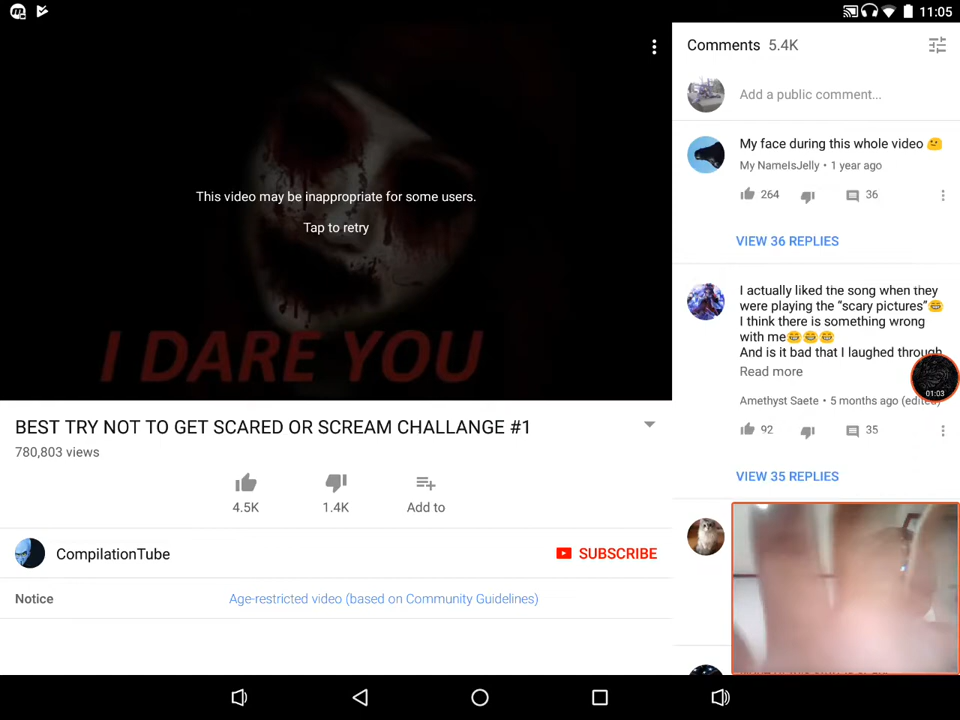 11:05
This video may be inappropriate for some users.
Tap to retry
I DARE YOU
BEST TRY NOT TO GET SCARED OR SCREAM CHALLANGE #1
780,803 views
4.5K
1.4K
Add to
CompilationTube
SUBSCRIBE
Notice
Age-restricted video (based on Community Guidelines)
Comments 5.4K
Add a public comment...
My face during this whole video
My NameIsJelly • 1 year ago
264
36
VIEW 36 REPLIES
I actually liked the song when they
were playing the "scary pictures"😂
I think there is something wrong
with me😂😂😂
And is it bad that I laughed through
Read more
01:03
Amethyst Saete • 5 months ago (edited)
92
35
VIEW 35 REPLIES